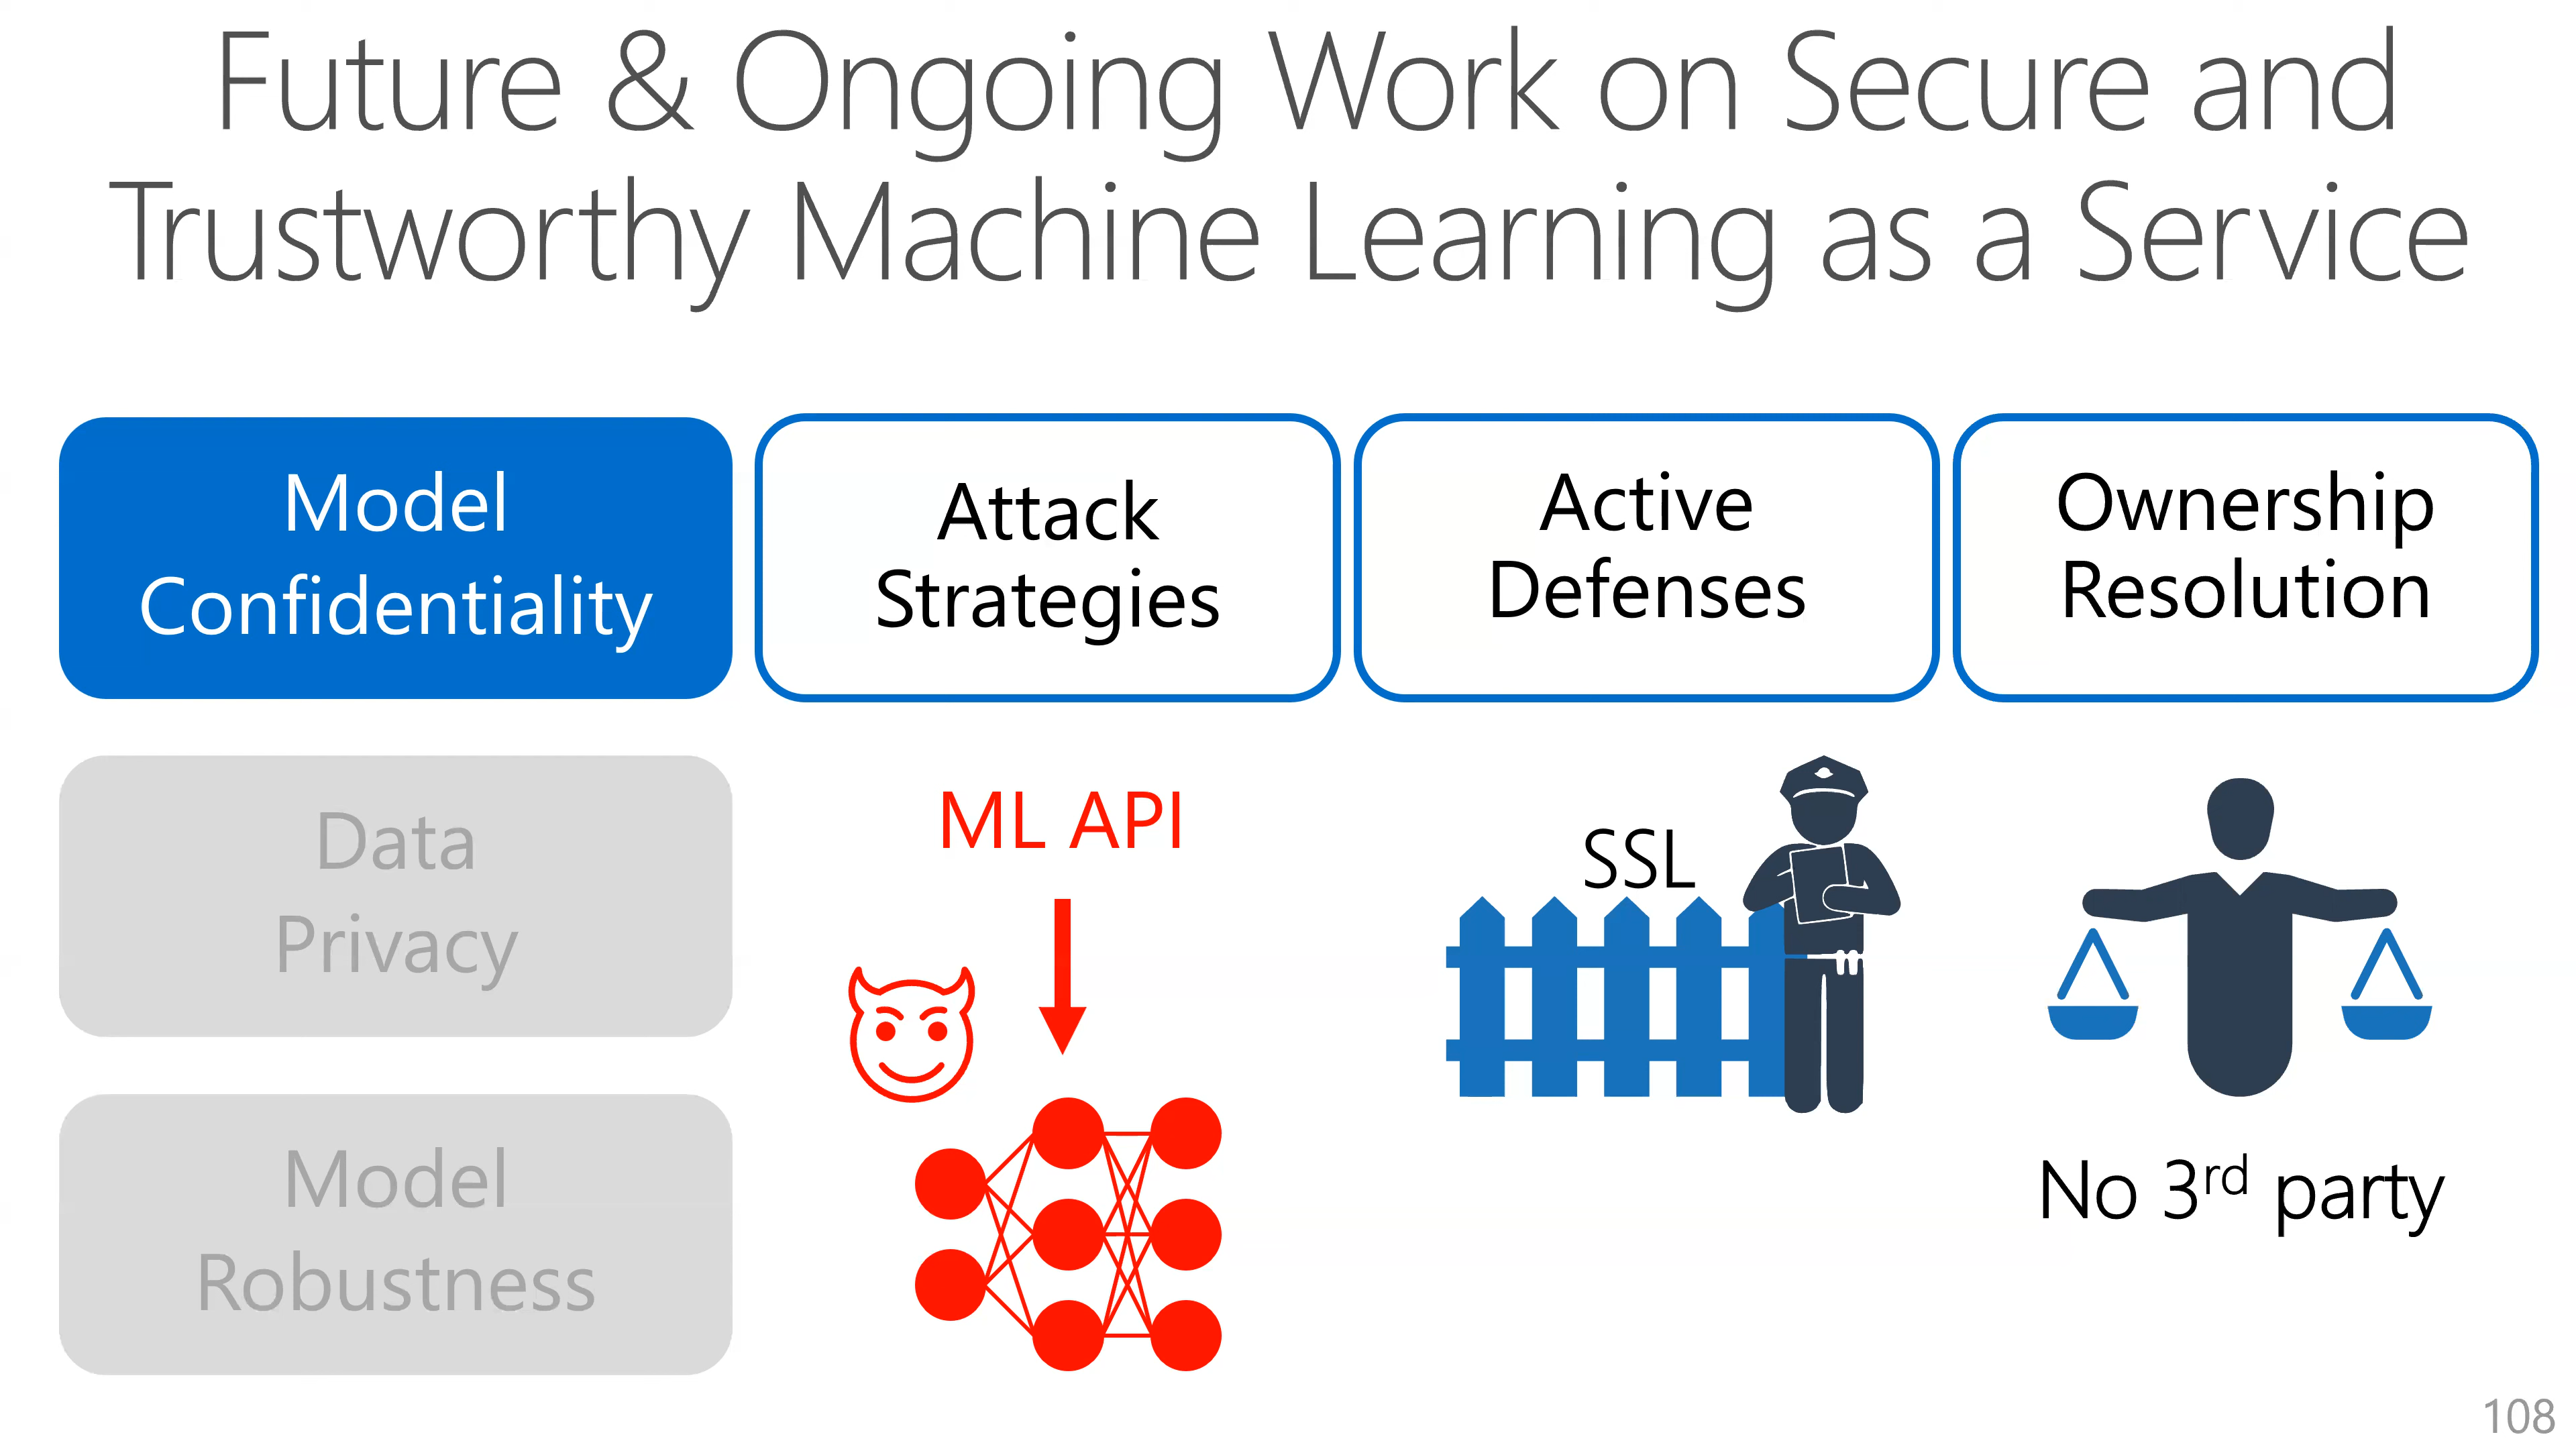 Future & Ongoing Work on Secure and
Trustworthy Machine Learning as a Service
Model
Confidentiality
Attack
Strategies
Active
Defenses
Ownership
Resolution
Data
Privacy
Model
Robustness
ML API
SSL
No 3rd party
108